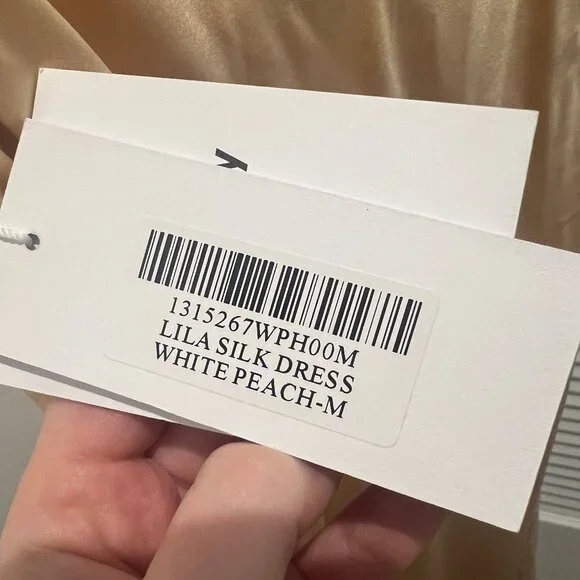 1315267WPH00M
LILA SILK DRESS
WHITE PEACH-M